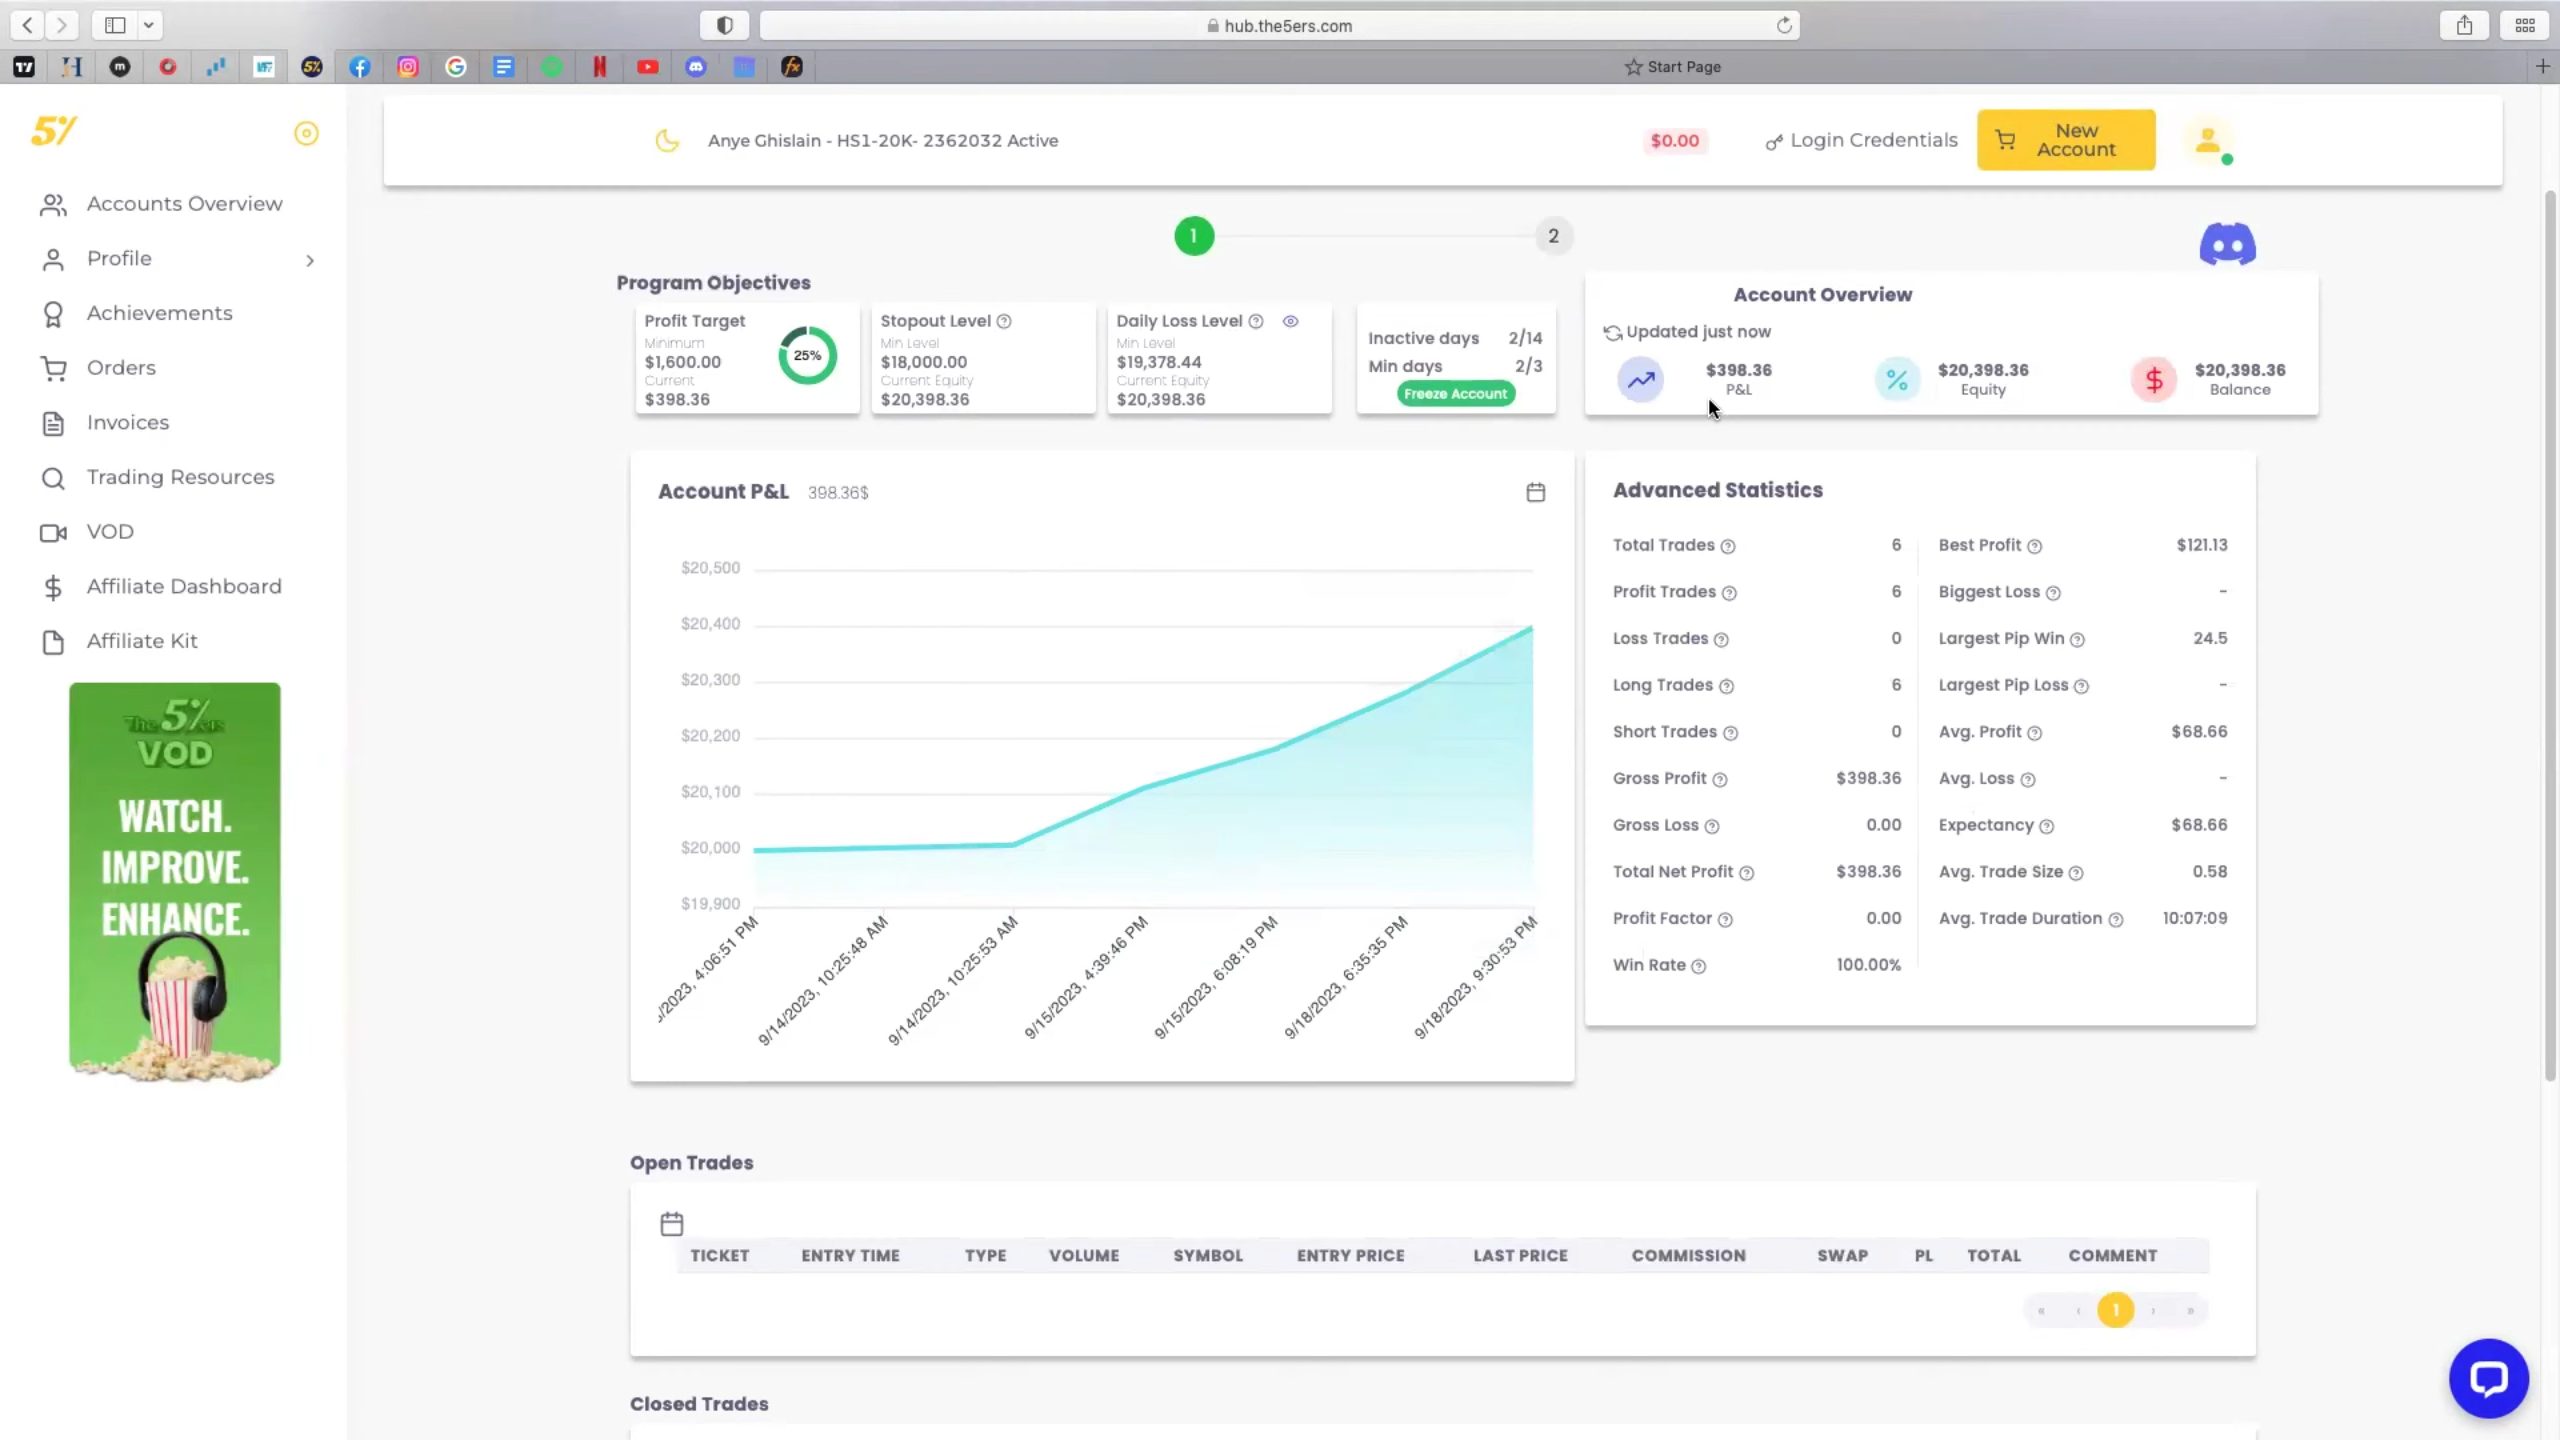 hub.the5ers.com
Start Page
5%
Anye Ghislain - HS1-20K- 2362032 Active
$0.00
Login Credentials
New
Account
Accounts Overview
Profile
Achievements
Orders
Invoices
Trading Resources
VOD
Affiliate Dashboard
Affiliate Kit
The 5%ers
VOD
WATCH.
IMPROVE.
ENHANCE.
1
2
Program Objectives
Profit Target
Minimum
$1,600.00
Current
$398.36
25%
Stopout Level
Min Level
$18,000.00
Current Equity
$20,398.36
Daily Loss Level
Min Level
$19,378.44
Current Equity
$20,398.36
Inactive days 2/14
Min days 2/3
Freeze Account
Account Overview
Updated just now
$398.36
P&L
$20,398.36
Equity
$20,398.36
Balance
Account P&L 398.36$
$20,500
$20,400
$20,300
$20,200
$20,100
$20,000
$19,900
/2023, 4:06:51 PM
9/14/2023, 10:25:48 AM
9/14/2023, 10:25:53 AM
9/15/2023, 4:39:46 PM
9/15/2023, 6:08:19 PM
9/18/2023, 6:35:35 PM
9/18/2023, 9:30:53 PM
Advanced Statistics
Total Trades 6
Profit Trades 6
Loss Trades 0
Long Trades 6
Short Trades 0
Gross Profit $398.36
Gross Loss 0.00
Total Net Profit $398.36
Profit Factor 0.00
Win Rate 100.00%
Best Profit $121.13
Biggest Loss -
Largest Pip Win 24.5
Largest Pip Loss -
Avg. Profit $68.66
Avg. Loss -
Expectancy $68.66
Avg. Trade Size 0.58
Avg. Trade Duration 10:07:09
Open Trades
TICKET ENTRY TIME TYPE VOLUME SYMBOL ENTRY PRICE LAST PRICE COMMISSION SWAP PL TOTAL COMMENT
« ‹ 1 › »
Closed Trades